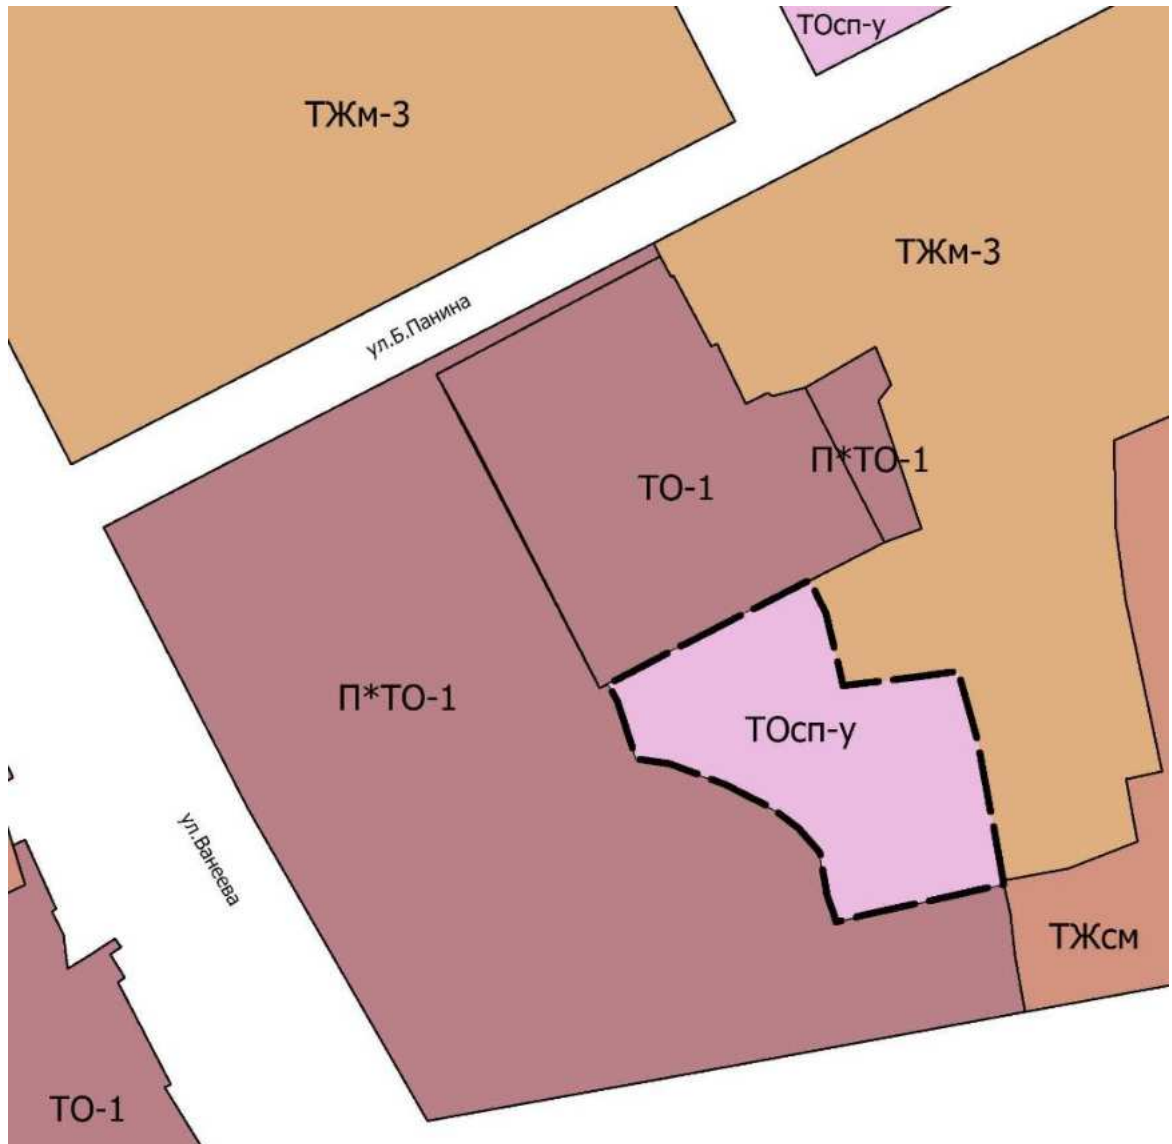 ТОсп-у
ТЖм-3
ТЖм-3
ул.Б.Панина
П*ТО-1
ТО-1
П*ТО-1
ТОсп-у
ул.Ванеева
ТЖсм
ТО-1